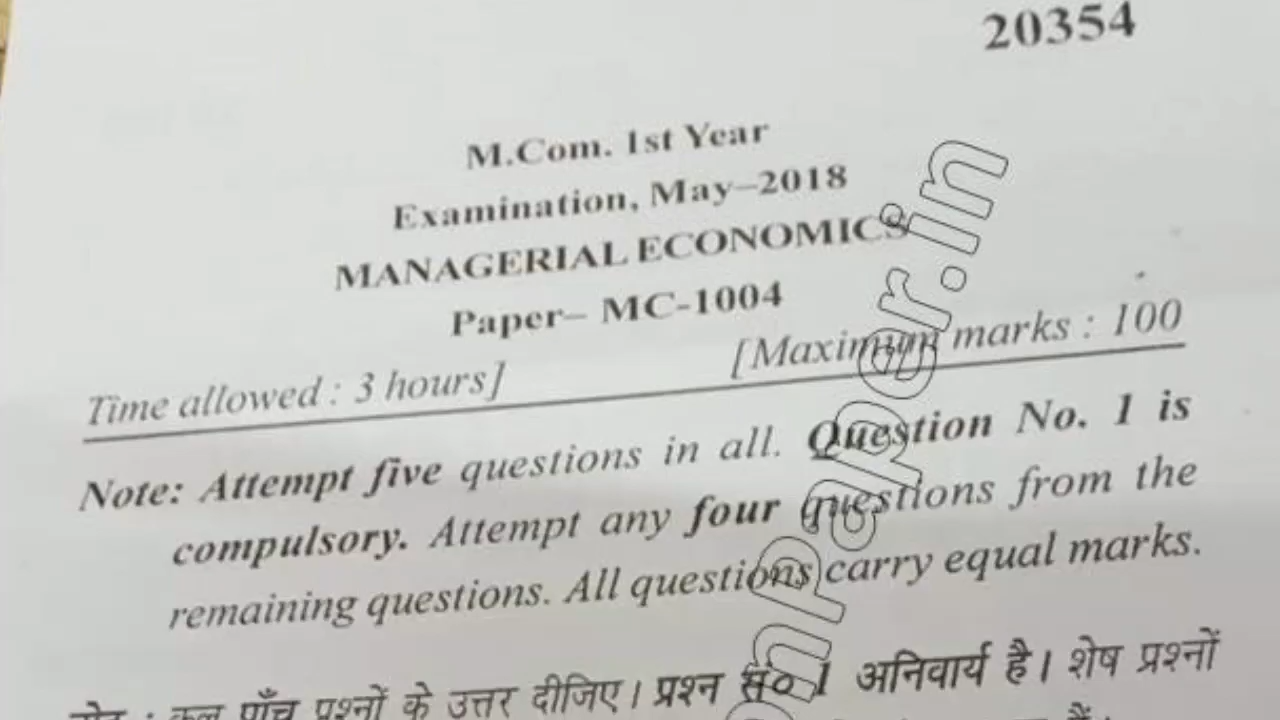 20354
M.Com. 1st Year
Examination, May–2018
MANAGERIAL ECONOMICS
Paper– MC-1004
Time allowed : 3 hours] [Maximum marks : 100
Note: Attempt five questions in all. Question No. 1 is
compulsory. Attempt any four questions from the
remaining questions. All questions carry equal marks.
: कुल पाँच प्रश्नों के उत्तर दीजिए। प्रश्न सं० 1 अनिवार्य है। शेष प्रश्नों
हैं।
mPaper.in